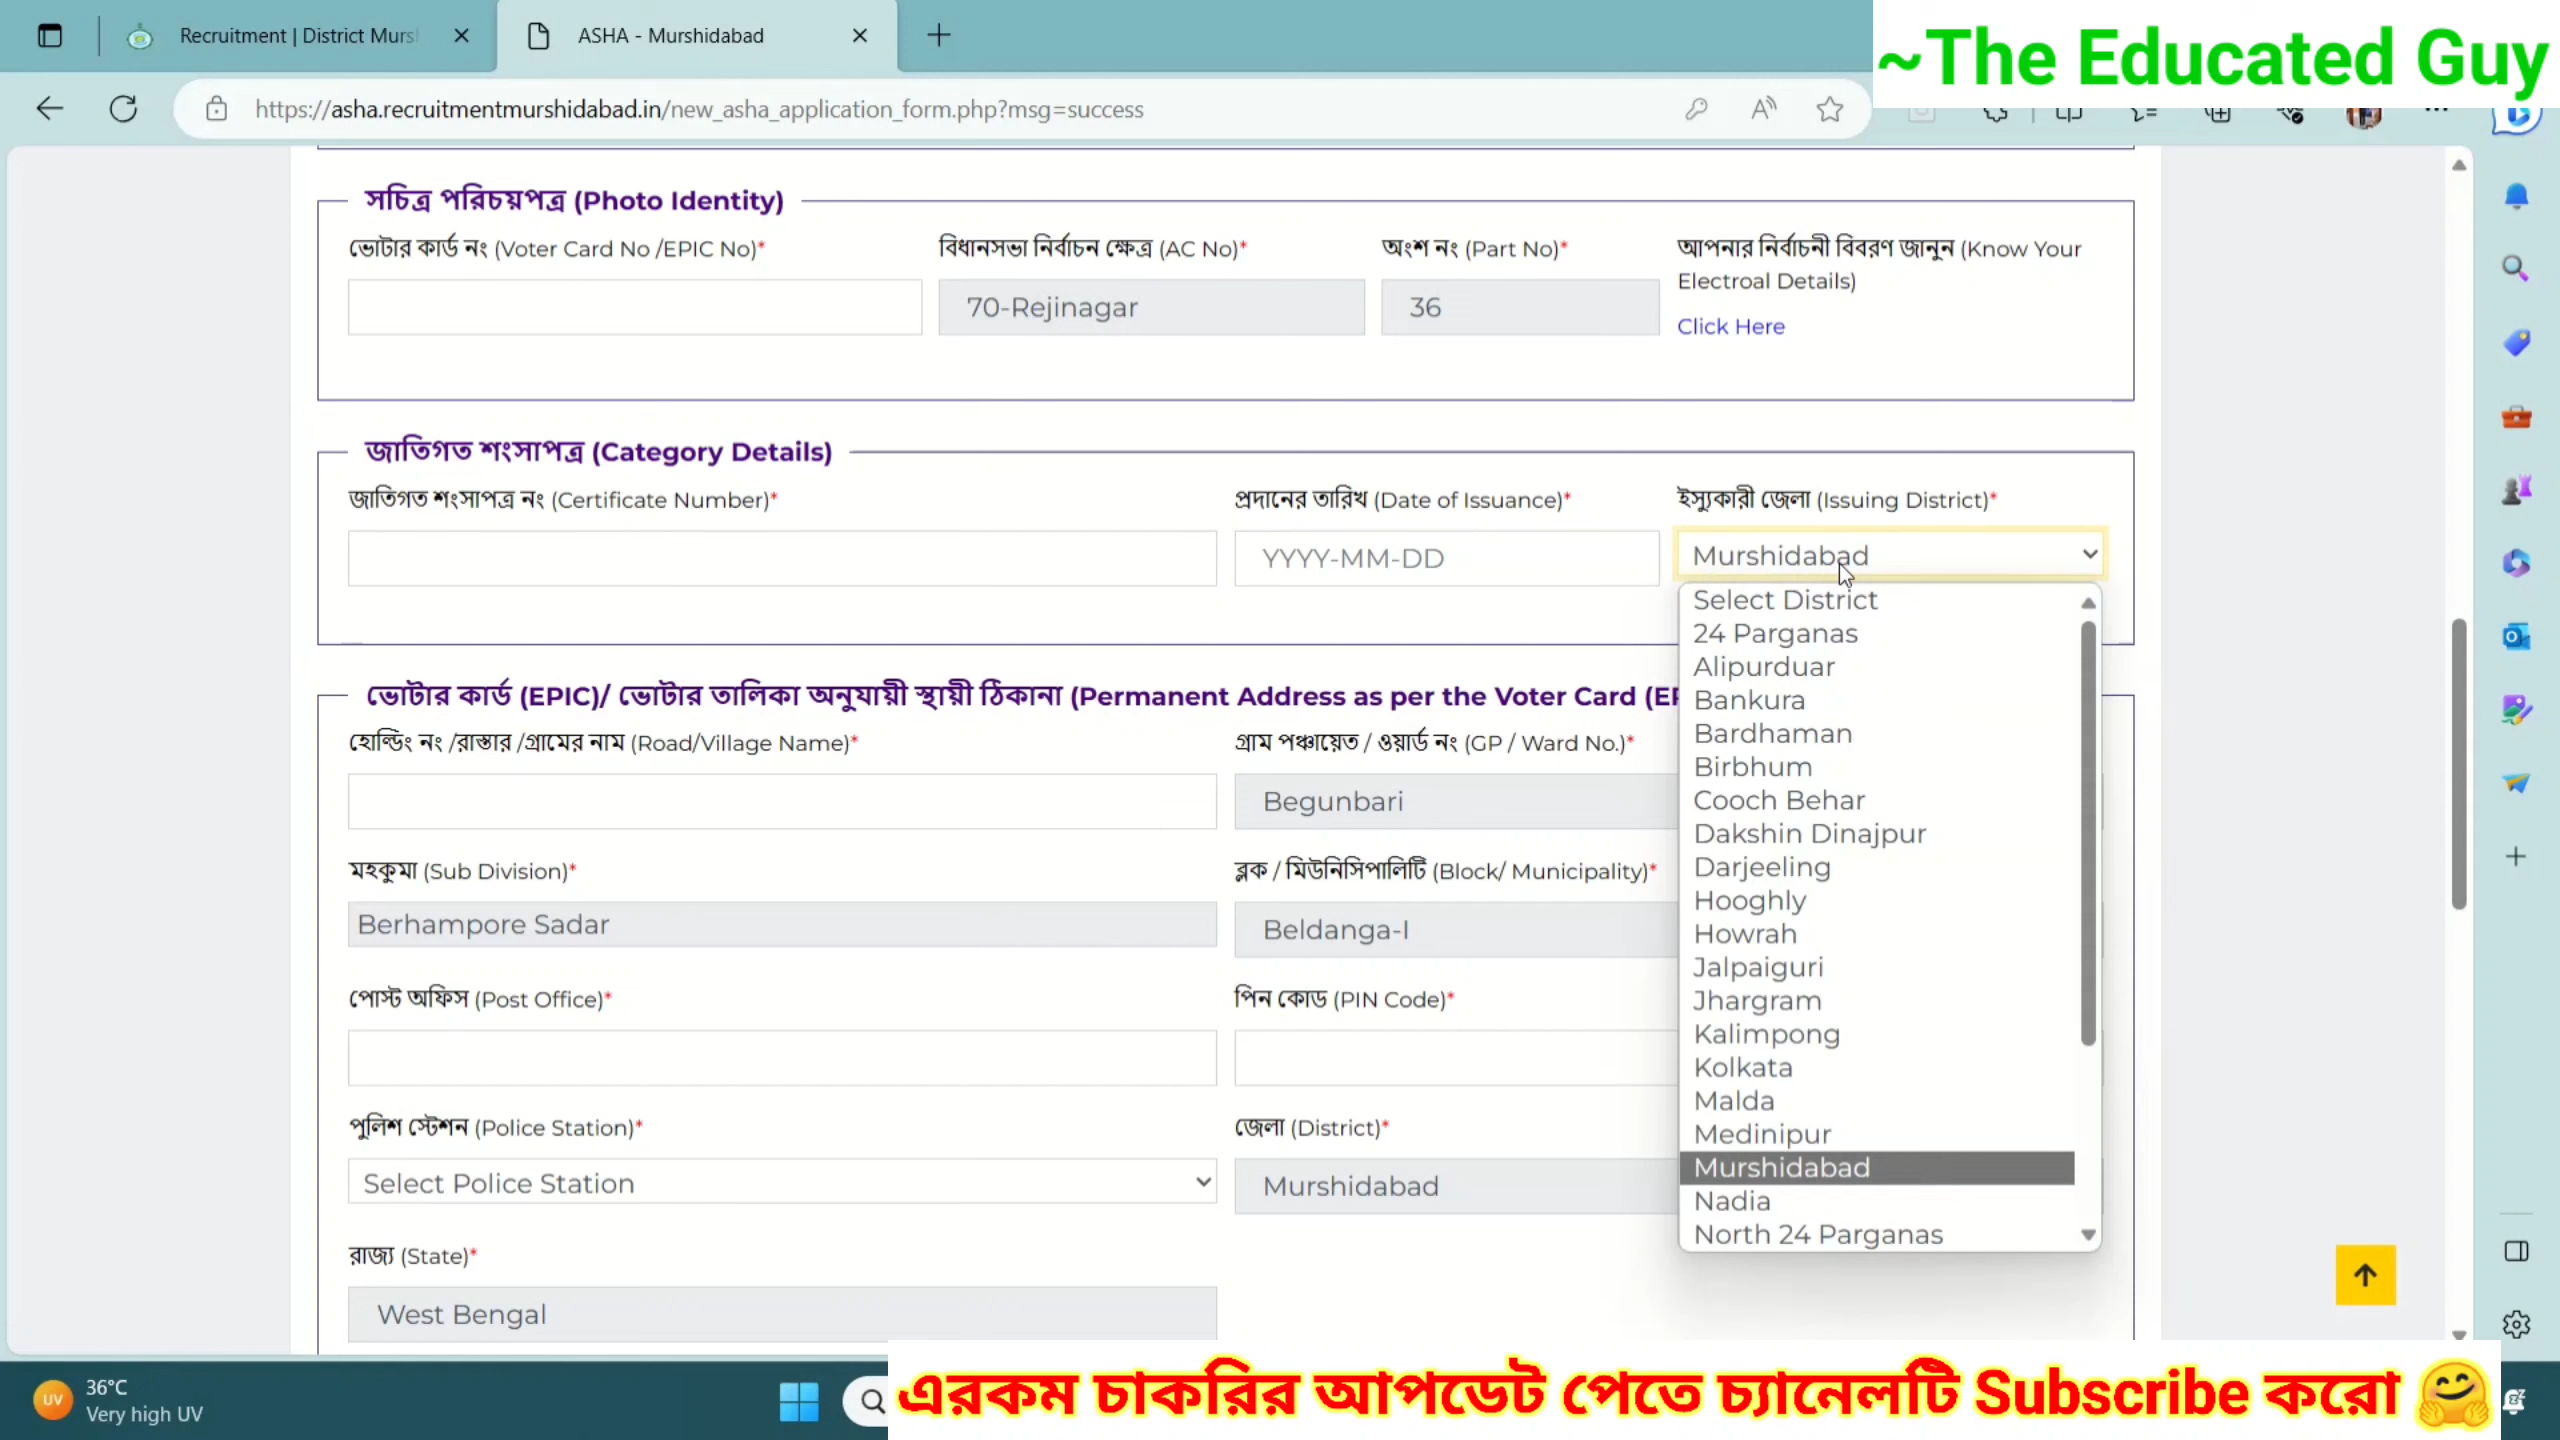 Recruitment | District Murs
ASHA - Murshidabad
~The Educated Guy
https://asha.recruitmentmurshidabad.in/new_asha_application_form.php?msg=success
সচিত্র পরিচয়পত্র (Photo Identity)
ভোটার কার্ড নং (Voter Card No /EPIC No)*
বিধানসভা নির্বাচন ক্ষেত্র (AC No)*
অংশ নং (Part No)*
আপনার নির্বাচনী বিবরণ জানুন (Know Your
Electroal Details)
70-Rejinagar
36
Click Here
জাতিগত শংসাপত্র (Category Details)
জাতিগত শংসাপত্র নং (Certificate Number)*
প্রদানের তারিখ (Date of Issuance)*
ইস্যুকারী জেলা (Issuing District)*
YYYY-MM-DD
Murshidabad
Select District
24 Parganas
Alipurduar
Bankura
Bardhaman
Birbhum
Cooch Behar
Dakshin Dinajpur
Darjeeling
Hooghly
Howrah
Jalpaiguri
Jhargram
Kalimpong
Kolkata
Malda
Medinipur
Murshidabad
Nadia
North 24 Parganas
ভোটার কার্ড (EPIC)/ ভোটার তালিকা অনুযায়ী স্থায়ী ঠিকানা (Permanent Address as per the Voter Card (EP
হোল্ডিং নং /রাস্তার /গ্রামের নাম (Road/Village Name)*
গ্রাম পঞ্চায়েত / ওয়ার্ড নং (GP / Ward No.)*
Begunbari
মহকুমা (Sub Division)*
ব্লক / মিউনিসিপালিটি (Block/ Municipality)*
Berhampore Sadar
Beldanga-I
পোস্ট অফিস (Post Office)*
পিন কোড (PIN Code)*
পুলিশ স্টেশন (Police Station)*
জেলা (District)*
Select Police Station
Murshidabad
রাজ্য (State)*
West Bengal
UV
36°C
Very high UV
এরকম চাকরির আপডেট পেতে চ্যানেলটি Subscribe করো